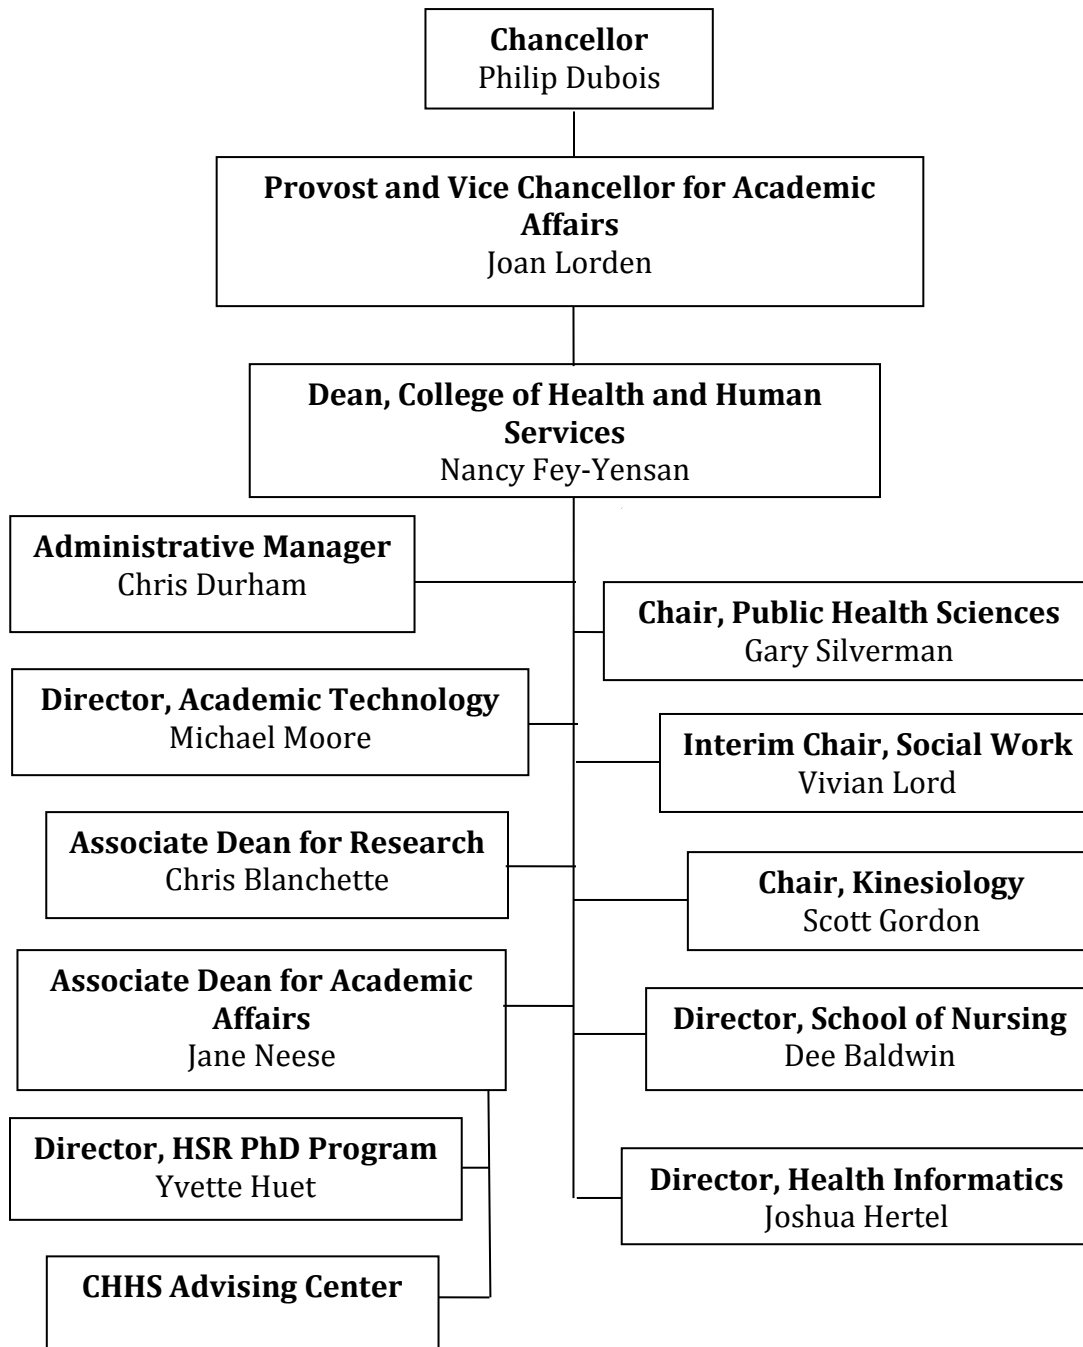 Chancellor
Philip Dubois
Provost and Vice Chancellor for Academic
Affairs
Joan Lorden
Dean, College of Health and Human
Services
Nancy Fey-Yensan
Administrative Manager
Chris Durham
Chair, Public Health Sciences
Gary Silverman
Director, Academic Technology
Michael Moore
Interim Chair, Social Work
Vivian Lord
Associate Dean for Research
Chris Blanchette
Chair, Kinesiology
Scott Gordon
Associate Dean for Academic
Affairs
Jane Neese
Director, School of Nursing
Dee Baldwin
Director, HSR PhD Program
Yvette Huet
Director, Health Informatics
Joshua Hertel
CHHS Advising Center